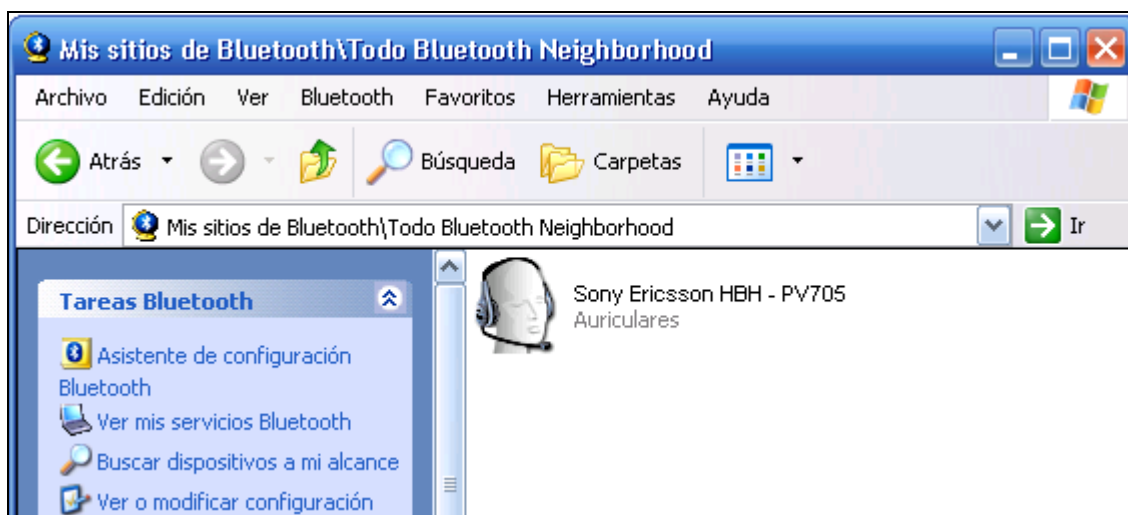 Mis sitios de Bluetooth\Todo Bluetooth Neighborhood
Archivo Edición Ver Bluetooth Favoritos Herramientas Ayuda
Atrás Búsqueda Carpetas
Dirección Mis sitios de Bluetooth\Todo Bluetooth Neighborhood Ir
Tareas Bluetooth
Asistente de configuración
Bluetooth
Ver mis servicios Bluetooth
Buscar dispositivos a mi alcance
Ver o modificar configuración
Sony Ericsson HBH - PV705
Auriculares